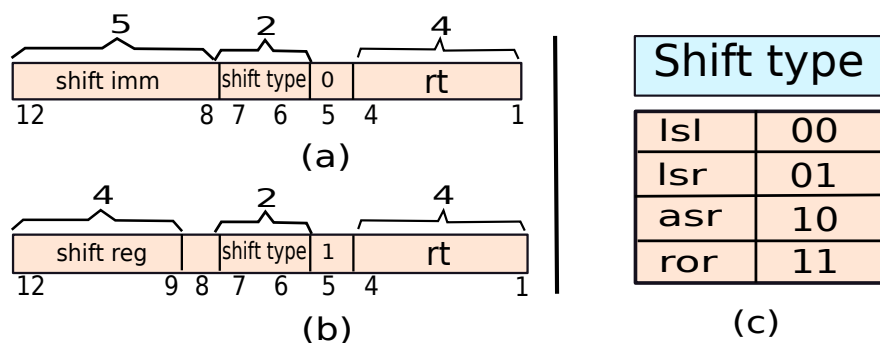 5 2 4
shift imm shift type 0 rt
12 8 7 6 5 4 1
(a)
4 2 4
shift reg shift type 1 rt
12 9 8 7 6 5 4 1
(b)
Shift type
lsl 00
lsr 01
asr 10
ror 11
(c)